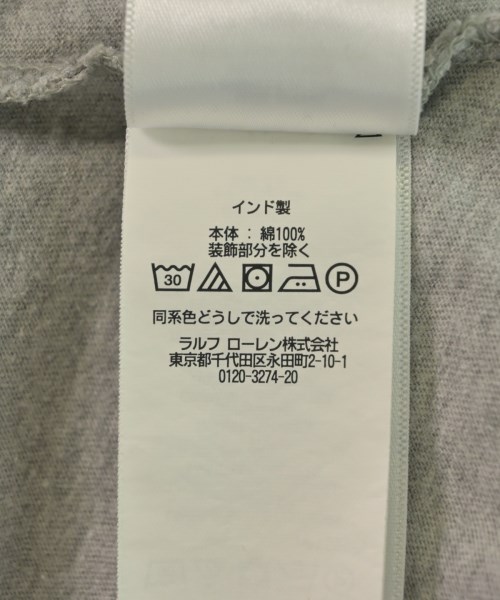 インド製
本体 : 綿100%
装飾部分を除く
30 P
同系色どうしで洗ってください
ラルフ ローレン株式会社
東京都千代田区永田町2-10-1
0120-3274-20